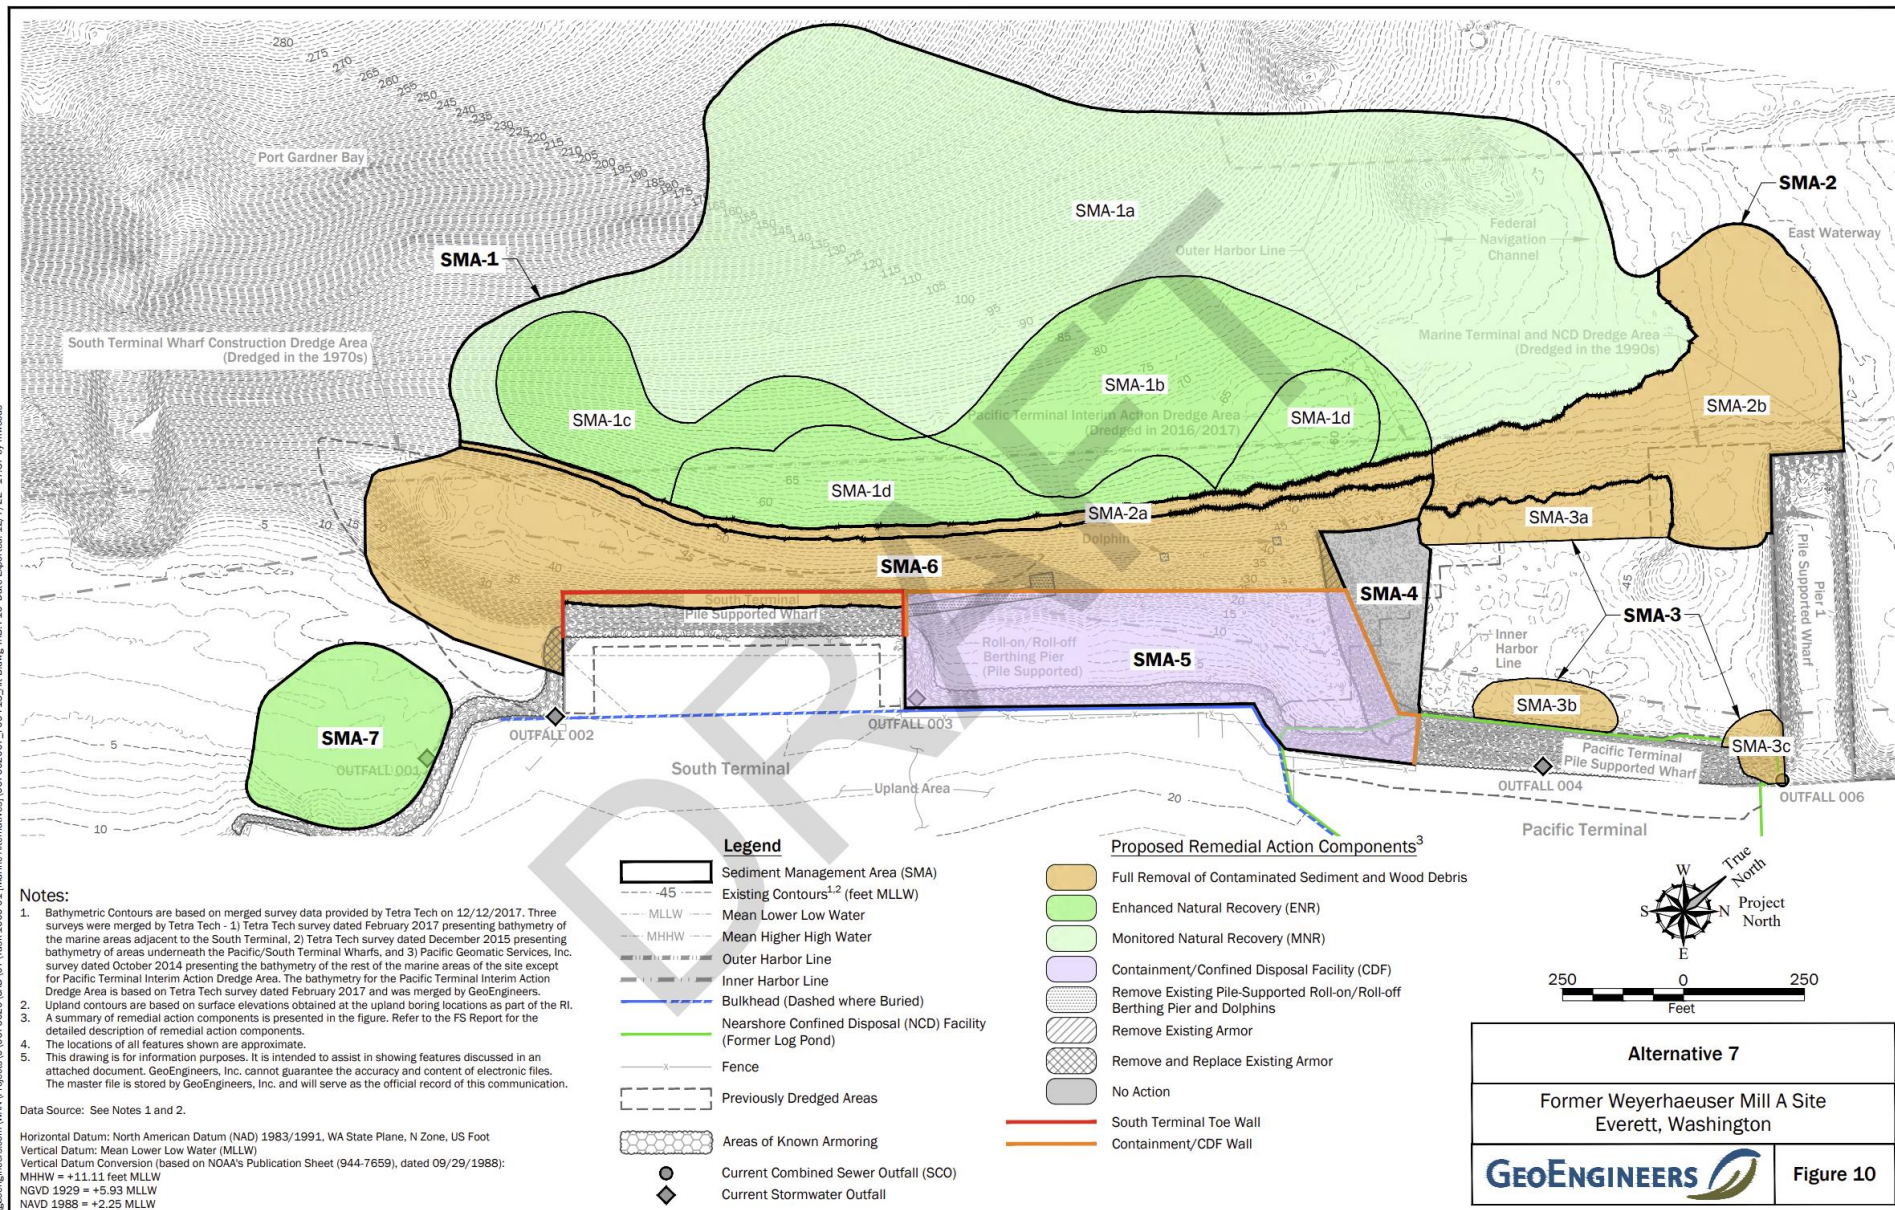 -280
-275
-270
-265
-260
-255
-250
-245
-240
-235
-230
-225
-220
-215
-210
-205
-200
-195
-190
-185
-180
-175
Port Gardner Bay
SMA-1a
SMA-2
Federal
Navigation
Channel
East Waterway
Outer Harbor Line
SMA-1
South Terminal Wharf Construction Dredge Area
(Dredged in the 1970s)
Marine Terminal and NCD Dredge Area
(Dredged in the 1990s)
SMA-1b
SMA-1c
SMA-1d
Pacific Terminal Interim Action Dredge Area
(Dredged in 2016/2017)
SMA-2b
SMA-1d
SMA-2a
SMA-3a
Dolphin
SMA-6
SMA-4
SMA-3
South Terminal
Pile Supported Wharf
Roll-on/Roll-off
Berthing Pier
(Pile Supported)
SMA-5
Inner
Harbor
Line
Pier 1
Pile Supported Wharf
SMA-3b
SMA-7
OUTFALL 001
OUTFALL 002
OUTFALL 003
SMA-3c
Pacific Terminal
Pile Supported Wharf
South Terminal
Upland Area
OUTFALL 004
OUTFALL 006
Pacific Terminal
DRAFT
Notes:
1. Bathymetric Contours are based on merged survey data provided by Tetra Tech on 12/12/2017. Three
surveys were merged by Tetra Tech - 1) Tetra Tech survey dated February 2017 presenting bathymetry of
the marine areas adjacent to the South Terminal, 2) Tetra Tech survey dated December 2015 presenting
bathymetry of areas underneath the Pacific/South Terminal Wharfs, and 3) Pacific Geomatic Services, Inc.
survey dated October 2014 presenting the bathymetry of the rest of the marine areas of the site except
for Pacific Terminal Interim Action Dredge Area. The bathymetry for the Pacific Terminal Interim Action
Dredge Area is based on Tetra Tech survey dated February 2017 and was merged by GeoEngineers.
2. Upland contours are based on surface elevations obtained at the upland boring locations as part of the RI.
3. A summary of remedial action components is presented in the figure. Refer to the FS Report for the
detailed description of remedial action components.
4. The locations of all features shown are approximate.
5. This drawing is for information purposes. It is intended to assist in showing features discussed in an
attached document. GeoEngineers, Inc. cannot guarantee the accuracy and content of electronic files.
The master file is stored by GeoEngineers, Inc. and will serve as the official record of this communication.
Data Source: See Notes 1 and 2.
Horizontal Datum: North American Datum (NAD) 1983/1991, WA State Plane, N Zone, US Foot
Vertical Datum: Mean Lower Low Water (MLLW)
Vertical Datum Conversion (based on NOAA's Publication Sheet (944-7659), dated 09/29/1988):
MHHW = +11.11 feet MLLW
NGVD 1929 = +5.93 MLLW
NAVD 1988 = +2.25 MLLW
Legend
Sediment Management Area (SMA)
-45 Existing Contours1,2 (feet MLLW)
MLLW Mean Lower Low Water
MHHW Mean Higher High Water
Outer Harbor Line
Inner Harbor Line
Bulkhead (Dashed where Buried)
Nearshore Confined Disposal (NCD) Facility
(Former Log Pond)
x Fence
Previously Dredged Areas
Areas of Known Armoring
Current Combined Sewer Outfall (SCO)
Current Stormwater Outfall
Proposed Remedial Action Components3
Full Removal of Contaminated Sediment and Wood Debris
Enhanced Natural Recovery (ENR)
Monitored Natural Recovery (MNR)
Containment/Confined Disposal Facility (CDF)
Remove Existing Pile-Supported Roll-on/Roll-off
Berthing Pier and Dolphins
Remove Existing Armor
Remove and Replace Existing Armor
No Action
South Terminal Toe Wall
Containment/CDF Wall
W
S N
E
True
North
Project
North
250 0 250
Feet
Alternative 7
Former Weyerhaeuser Mill A Site
Everett, Washington
GEOENGINEERS
Figure 10